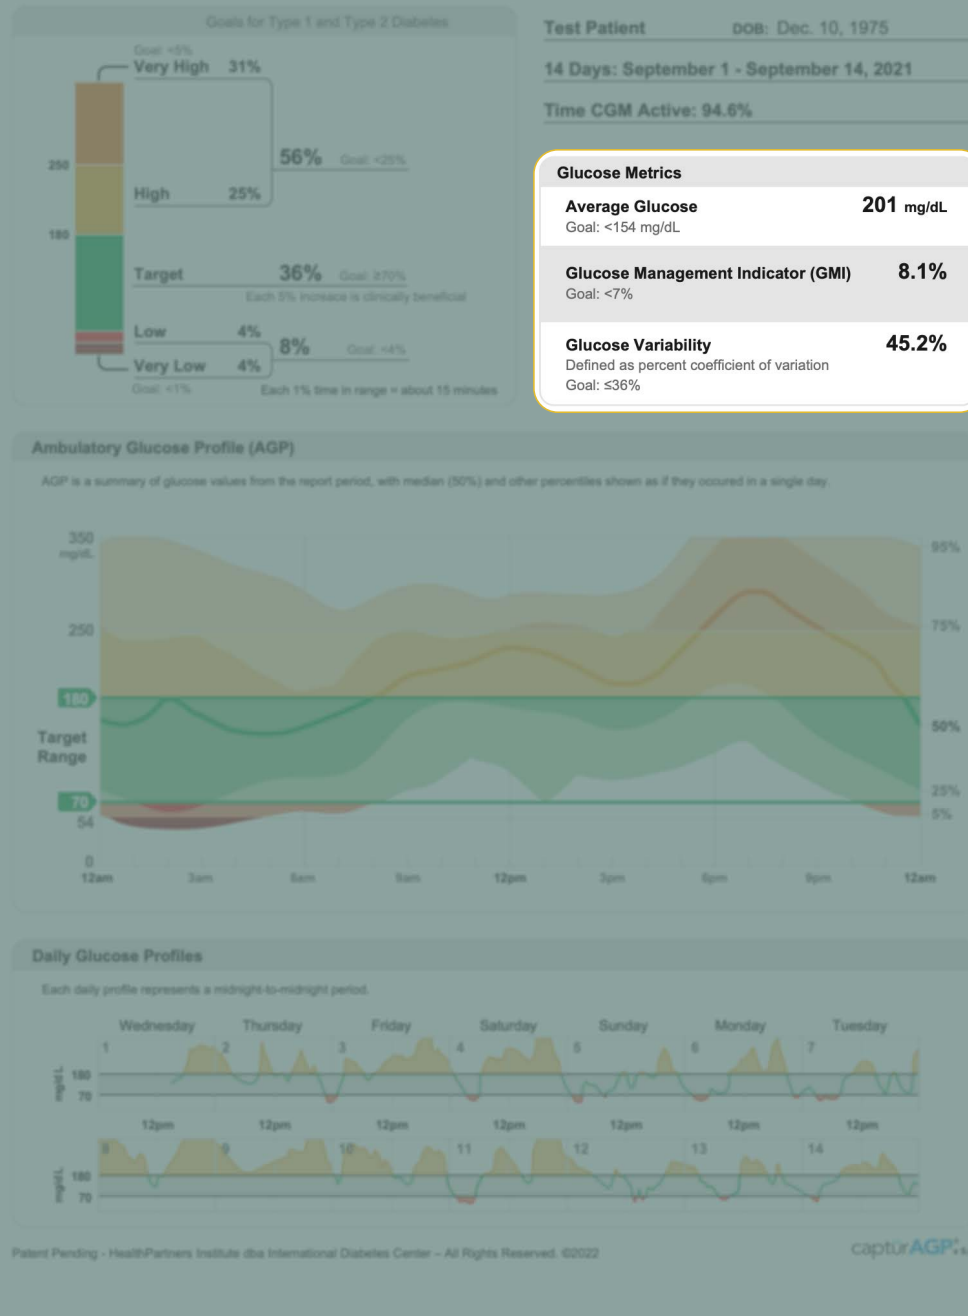 Goals for Type 1 and Type 2 Diabetes
Goal: <5%
Very High 31%
56% Goal: <25%
250
High 25%
180
Target 36% Goal: ≥70%
Each 5% increase is clinically beneficial
Low 4%
8% Goal: <4%
Very Low 4%
Goal: <1% Each 1% time in range = about 15 minutes
Test Patient DOB: Dec. 10, 1975
14 Days: September 1 - September 14, 2021
Time CGM Active: 94.6%
Glucose Metrics
Average Glucose 201 mg/dL
Goal: <154 mg/dL
Glucose Management Indicator (GMI) 8.1%
Goal: <7%
Glucose Variability 45.2%
Defined as percent coefficient of variation
Goal: ≤36%
Ambulatory Glucose Profile (AGP)
AGP is a summary of glucose values from the report period, with median (50%) and other percentiles shown as if they occured in a single day.
350
mg/dL
95%
250 75%
180
Target
Range
50%
70 25%
54 5%
0
12am 3am 6am 9am 12pm 3pm 6pm 9pm 12am
Daily Glucose Profiles
Each daily profile represents a midnight-to-midnight period.
Wednesday Thursday Friday Saturday Sunday Monday Tuesday
1 2 3 4 5 6 7
mg/dL 180
70
12pm 12pm 12pm 12pm 12pm 12pm 12pm
8 9 10 11 12 13 14
mg/dL 180
70
Patent Pending - HealthPartners Institute dba International Diabetes Center – All Rights Reserved. ©2022
captūrAGP